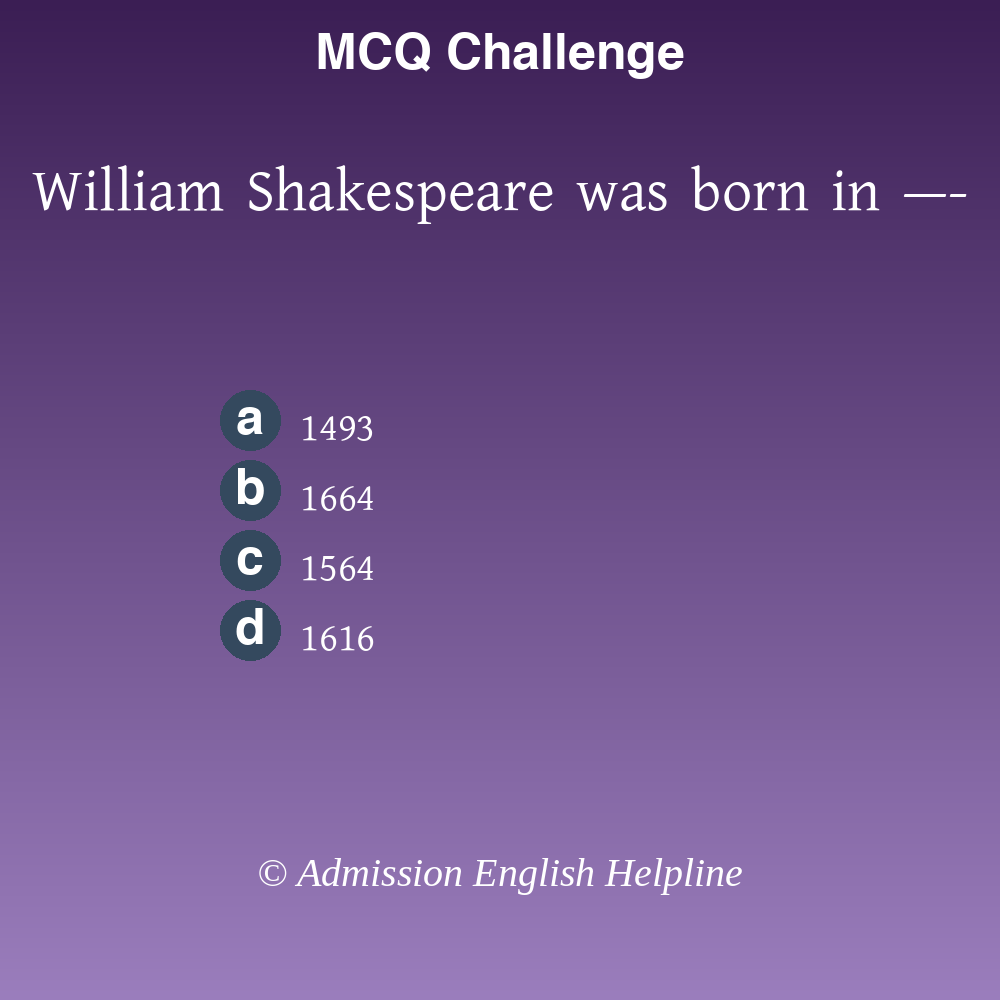 MCQ Challenge
William Shakespeare was born in —-
a 1493
b 1664
c 1564
d 1616
© Admission English Helpline